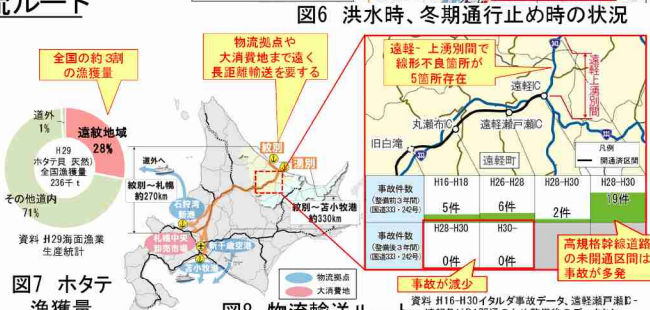 流ルート
図6 洪水時、冬期通行止め時の状況
全国の約3割
の漁獲量
道外
1%
H29
ホタテ貝(天然)
全国漁獲量
236千t
遠紋地域
28%
その他道内
71%
資料:H29海面漁業
生産統計
図7 ホタテ
漁獲量
物流拠点や
大消費地まで遠く
長距離輸送を要する
紋別
湧別
道外へ
紋別～札幌
約270km
石狩湾
新港
札幌中央
卸売市場
新千歳空港
苫小牧港
紋別～苫小牧港
約330km
物流拠点
大消費地
図8 物流輸送ルート
遠軽~上湧別間で
線形不良箇所が
5箇所存在
遠軽上湧別間
遠軽IC
丸瀬布IC
遠軽瀬戸瀬IC
旧白滝
遠軽町
凡例
開通済区間
事故件数
(整備前3年間)
(国道333・242号)
H16-H18
5件
H26-H28
6件
H28-H30
2件
H28-H30
19件
事故件数
(整備後3年間)
(国道333・242号)
H28-H30
0件
H30-
0件
事故が減少
高規格幹線道路
の未開通区間は
事故が多発
資料:H16-H30イタルダ事故データ、遠軽瀬戸瀬IC-